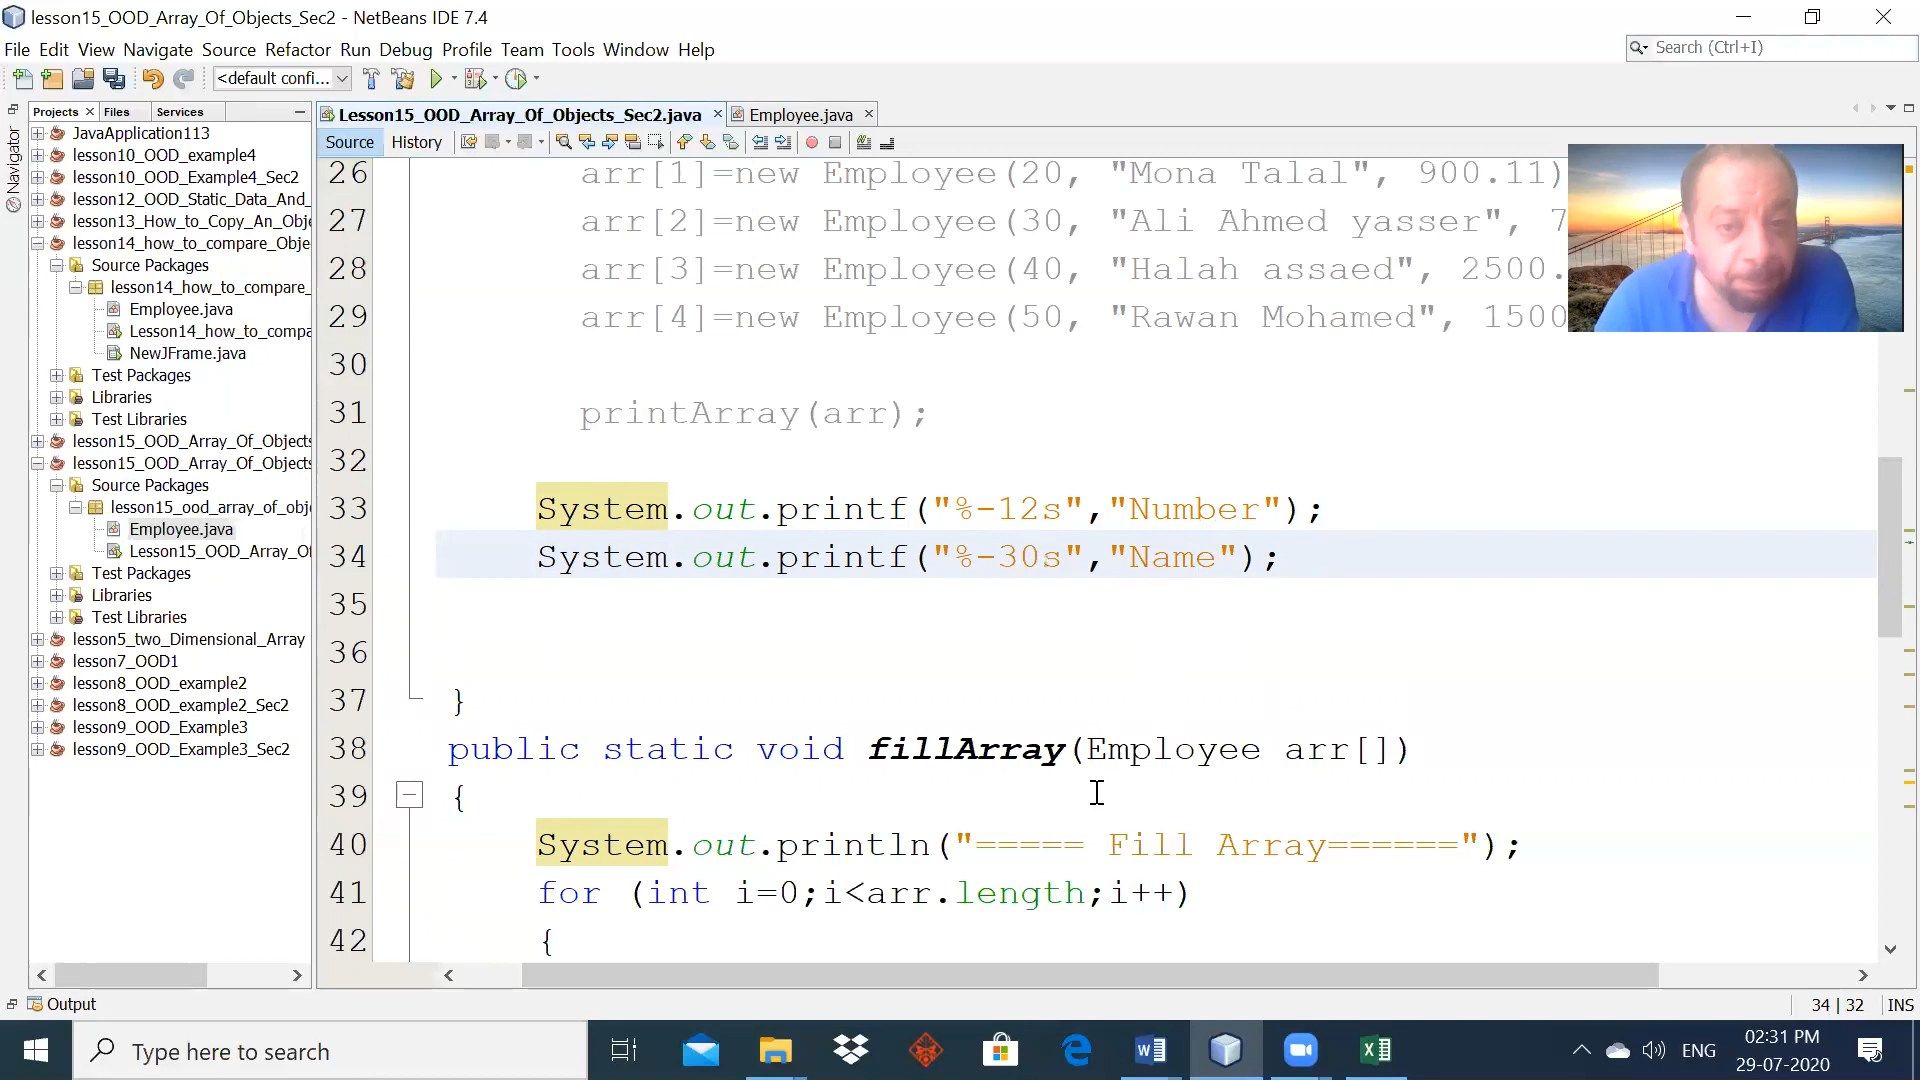 lesson15_OOD_Array_Of_Objects_Sec2 - NetBeans IDE 7.4
File Edit View Navigate Source Refactor Run Debug Profile Team Tools Window Help
Search (Ctrl+I)
<default confi...
Projects Files Services
Navigator
JavaApplication113
lesson10_OOD_example4
lesson10_OOD_Example4_Sec2
lesson12_OOD_Static_Data_And_
lesson13_How_to_Copy_An_Obje
lesson14_how_to_compare_Obje
Source Packages
lesson14_how_to_compare_
Employee.java
Lesson14_how_to_compa
NewJFrame.java
Test Packages
Libraries
Test Libraries
lesson15_OOD_Array_Of_Objects
lesson15_OOD_Array_Of_Objects
Source Packages
lesson15_ood_array_of_obj
Employee.java
Lesson15_OOD_Array_Of
Test Packages
Libraries
Test Libraries
lesson5_two_Dimensional_Array
lesson7_OOD1
lesson8_OOD_example2
lesson8_OOD_example2_Sec2
lesson9_OOD_Example3
lesson9_OOD_Example3_Sec2
Lesson15_OOD_Array_Of_Objects_Sec2.java Employee.java
Source History
26 arr[1]=new Employee(20, "Mona Talal", 900.11)
27 arr[2]=new Employee(30, "Ali Ahmed yasser", 7
28 arr[3]=new Employee(40, "Halah assaed", 2500.
29 arr[4]=new Employee(50, "Rawan Mohamed", 1500
30
31 printArray(arr);
32
33 System.out.printf("%-12s","Number");
34 System.out.printf("%-30s","Name");
35
36
37 }
38 public static void fillArray(Employee arr[])
39 {
40 System.out.println("===== Fill Array======");
41 for (int i=0;i<arr.length;i++)
42 {
Output
34 | 32 INS
Type here to search
ENG
02:31 PM
29-07-2020